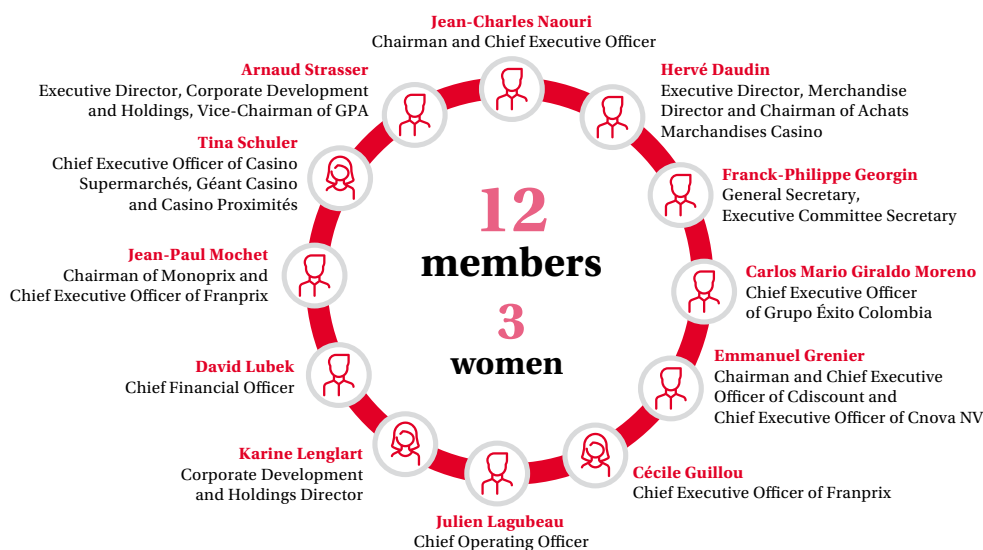 Jean-Charles Naouri
Chairman and Chief Executive Officer
Arnaud Strasser
Executive Director, Corporate Development
and Holdings, Vice-Chairman of GPA
Hervé Daudin
Executive Director, Merchandise
Director and Chairman of Achats
Marchandises Casino
Tina Schuler
Chief Executive Officer of Casino
Supermarchés, Géant Casino
and Casino Proximités
Franck-Philippe Georgin
General Secretary,
Executive Committee Secretary
12
members
3
women
Jean-Paul Mochet
Chairman of Monoprix and
Chief Executive Officer of Franprix
Carlos Mario Giraldo Moreno
Chief Executive Officer
of Grupo Éxito Colombia
David Lubek
Chief Financial Officer
Emmanuel Grenier
Chairman and Chief Executive
Officer of Cdiscount and
Chief Executive Officer of Cnova NV
Karine Lenglart
Corporate Development
and Holdings Director
Cécile Guillou
Chief Executive Officer of Franprix
Julien Lagubeau
Chief Operating Officer